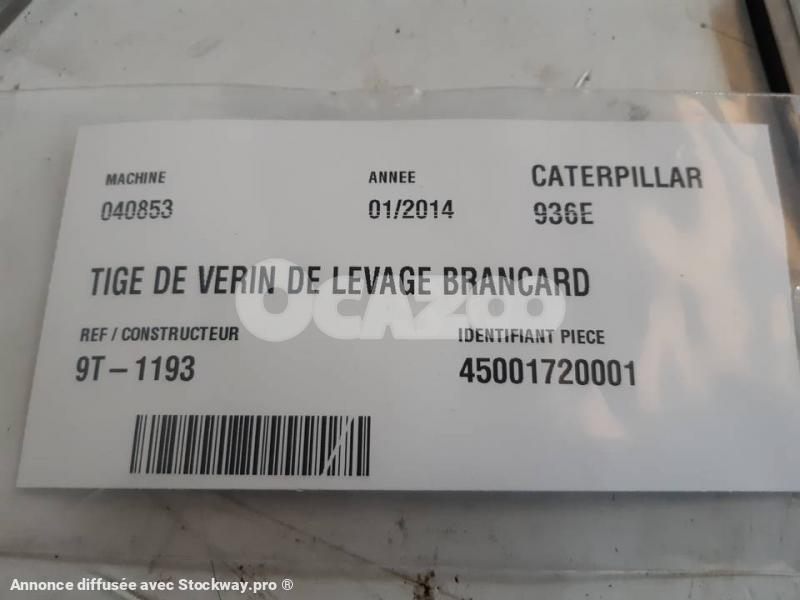 MACHINE ANNEE CATERPILLAR
040853 01/2014 936E
TIGE DE VERIN DE LEVAGE BRANCARD
OCAZOO
REF / CONSTRUCTEUR IDENTIFIANT PIECE
9T-1193 45001720001
Annonce diffusée avec Stockway.pro ®